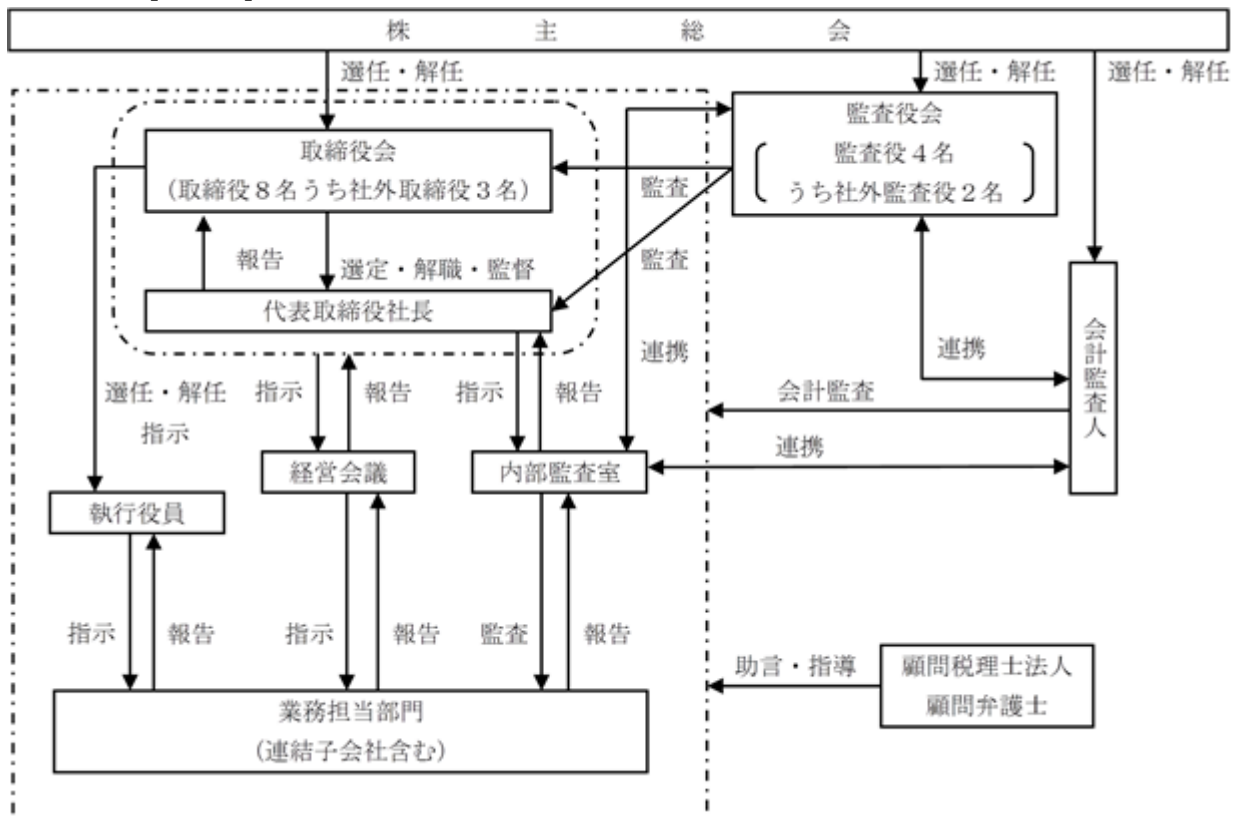 株主総会
選任・解任
選任・解任
選任・解任
監査役会
監査役4名
うち社外監査役2名
取締役会
(取締役8名うち社外取締役3名)
監査
報告
選定・解職・監督
監査
代表取締役社長
会計監査人
連携
連携
選任・解任
指示
指示
報告
指示
報告
会計監査
連携
経営会議
内部監査室
執行役員
指示
報告
指示
報告
監査
報告
助言・指導
顧問税理士法人
顧問弁護士
業務担当部門
(連結子会社含む)